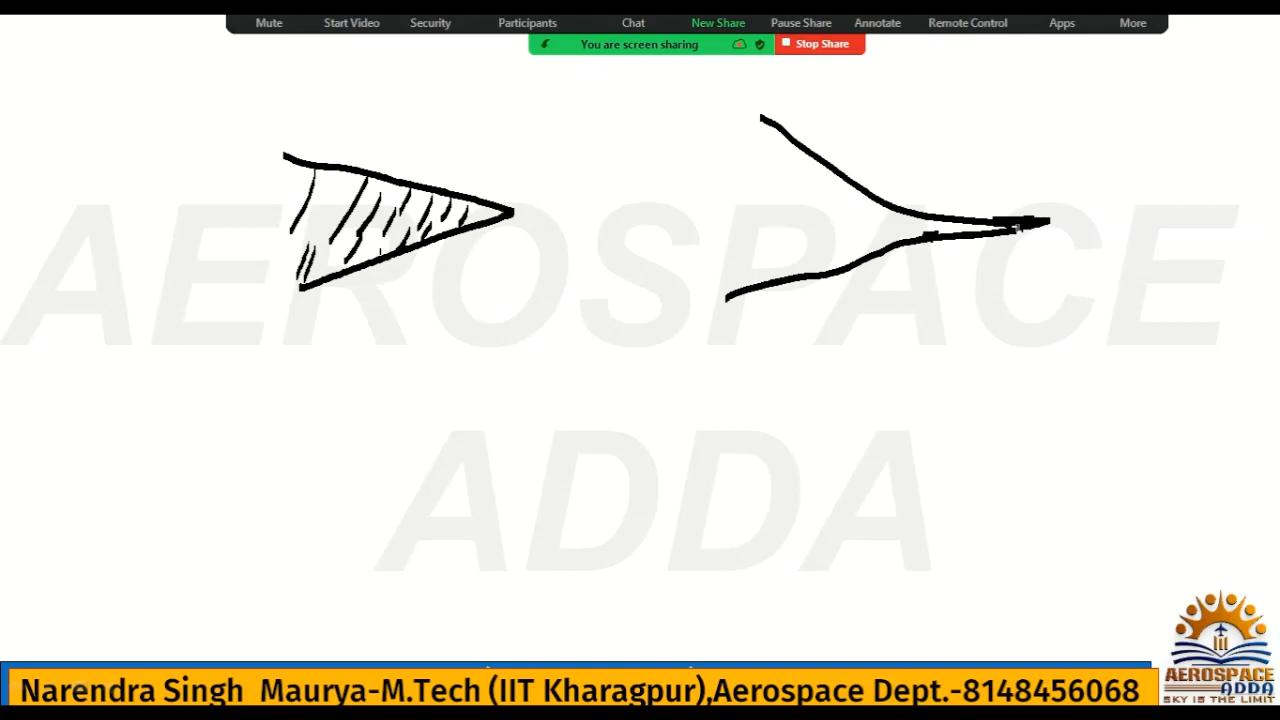 Mute Start Video Security Participants Chat New Share Pause Share Annotate Remote Control Apps More
You are screen sharing Stop Share
AEROSPACE
ADDA
AEROSPACE
ADDA
SKY IS THE LIMIT
Narendra Singh Maurya-M.Tech (IIT Kharagpur),Aerospace Dept.-8148456068